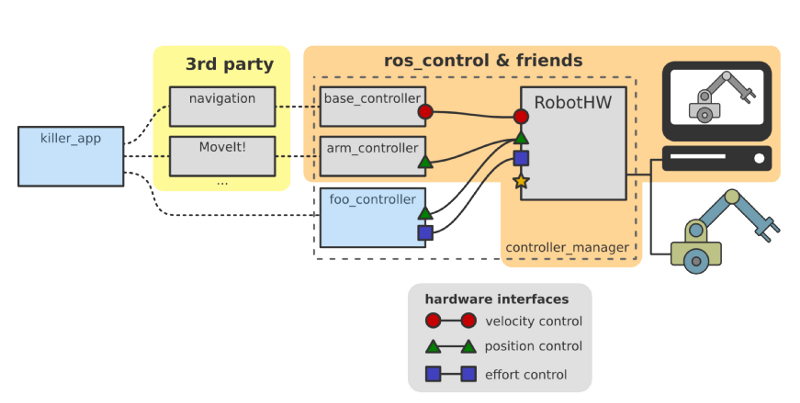 3rd party
ros_control & friends
killer_app
navigation
MoveIt!
...
base_controller
arm_controller
foo_controller
RobotHW
controller_manager
hardware interfaces
velocity control
position control
effort control